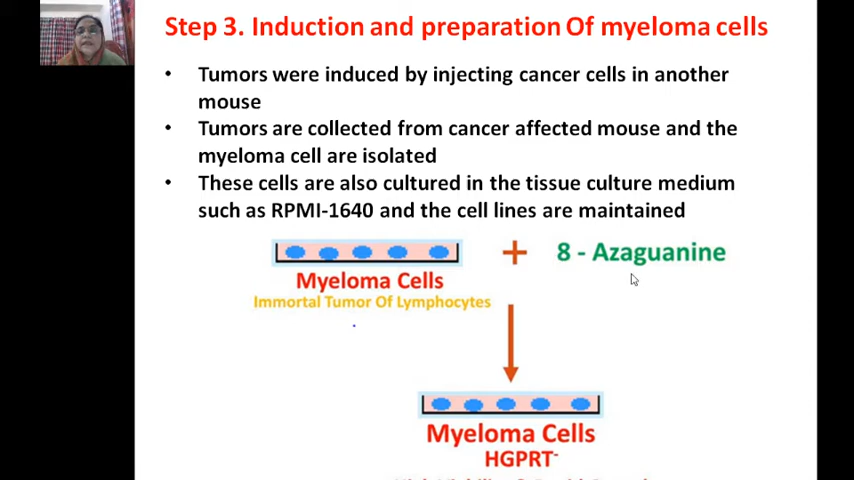 Step 3. Induction and preparation Of myeloma cells
• Tumors were induced by injecting cancer cells in another
mouse
• Tumors are collected from cancer affected mouse and the
myeloma cell are isolated
• These cells are also cultured in the tissue culture medium
such as RPMI-1640 and the cell lines are maintained
+ 8 - Azaguanine
Myeloma Cells
Immortal Tumor Of Lymphocytes
Myeloma Cells
HGPRT⁻